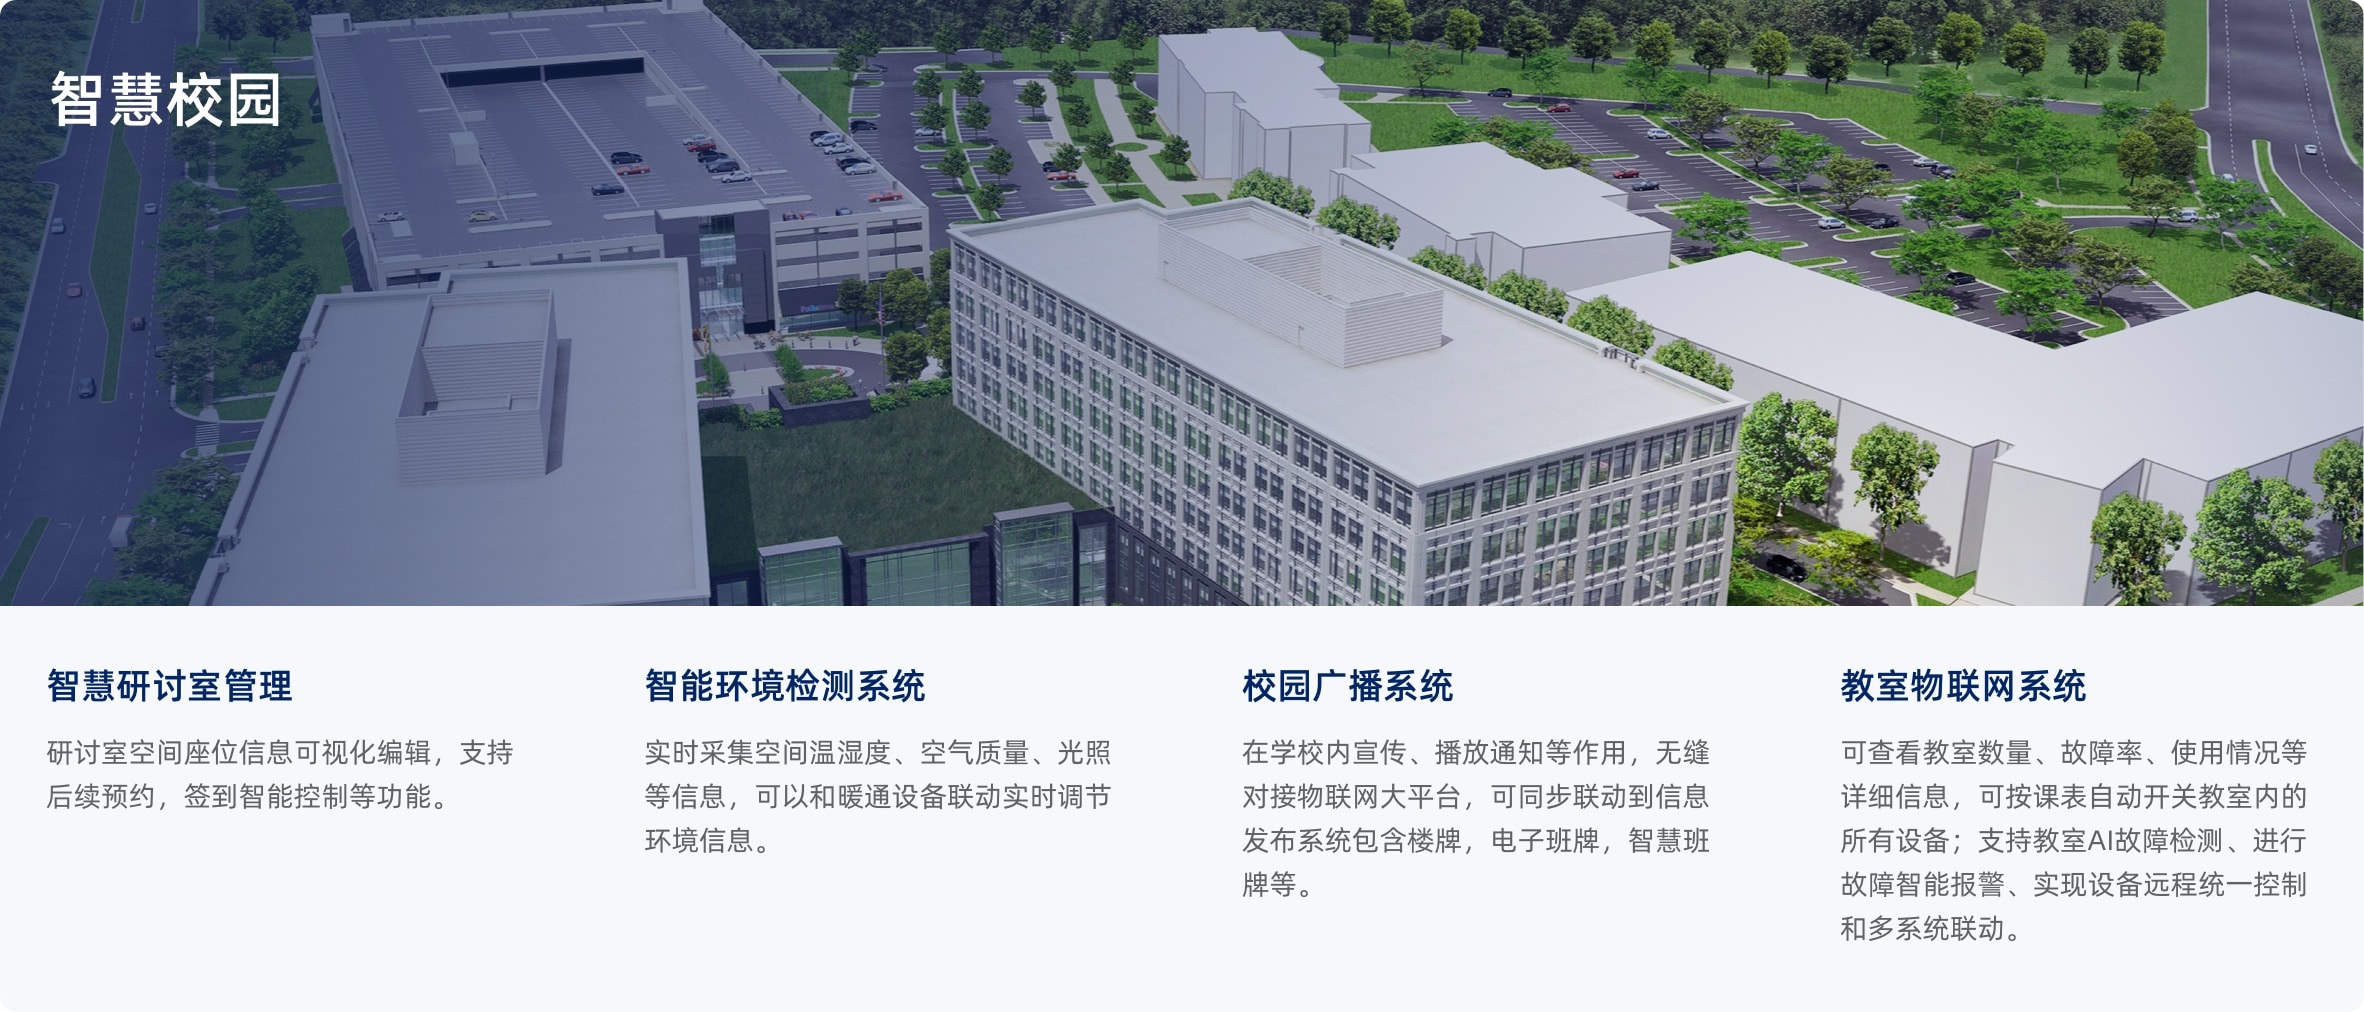 智慧校园
智慧研讨室管理
研讨室空间座位信息可视化编辑，支持
后续预约，签到智能控制等功能。
智能环境检测系统
实时采集空间温湿度、空气质量、光照
等信息，可以和暖通设备联动实时调节
环境信息。
校园广播系统
在学校内宣传、播放通知等作用，无缝
对接物联网大平台，可同步联动到信息
发布系统包含楼牌，电子班牌，智慧班
牌等。
教室物联网系统
可查看教室数量、故障率、使用情况等
详细信息，可按课表自动开关教室内的
所有设备；支持教室AI故障检测、进行
故障智能报警、实现设备远程统一控制
和多系统联动。